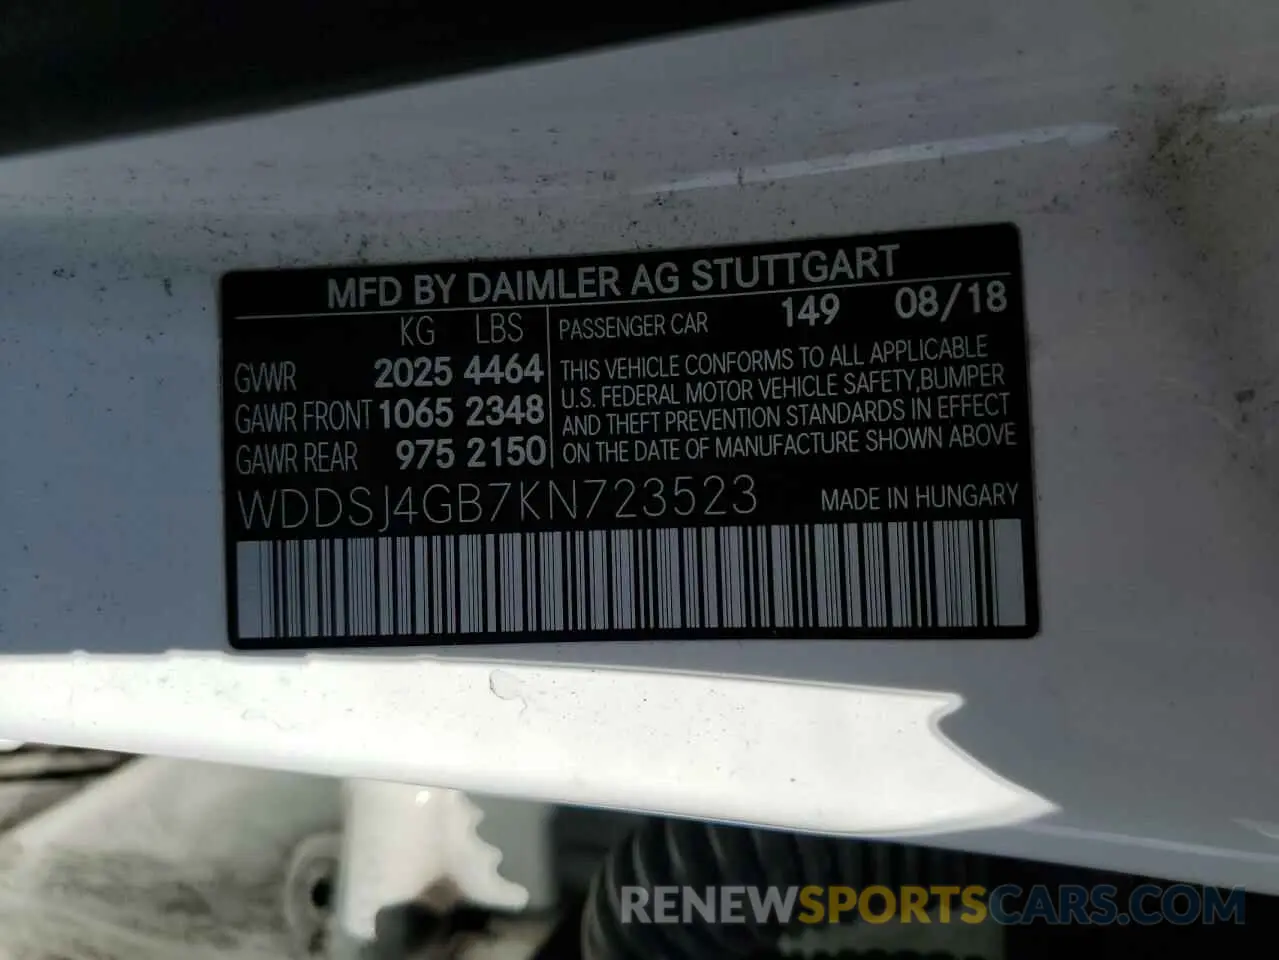 MFD BY DAIMLER AG STUTTGART
KG LBS PASSENGER CAR 149 08/18
GVWR 2025 4464
GAWR FRONT 1065 2348
GAWR REAR 975 2150
THIS VEHICLE CONFORMS TO ALL APPLICABLE
U.S. FEDERAL MOTOR VEHICLE SAFETY,BUMPER
AND THEFT PREVENTION STANDARDS IN EFFECT
ON THE DATE OF MANUFACTURE SHOWN ABOVE
WDDSJ4GB7KN723523 MADE IN HUNGARY
RENEWSPORTSCARS.COM